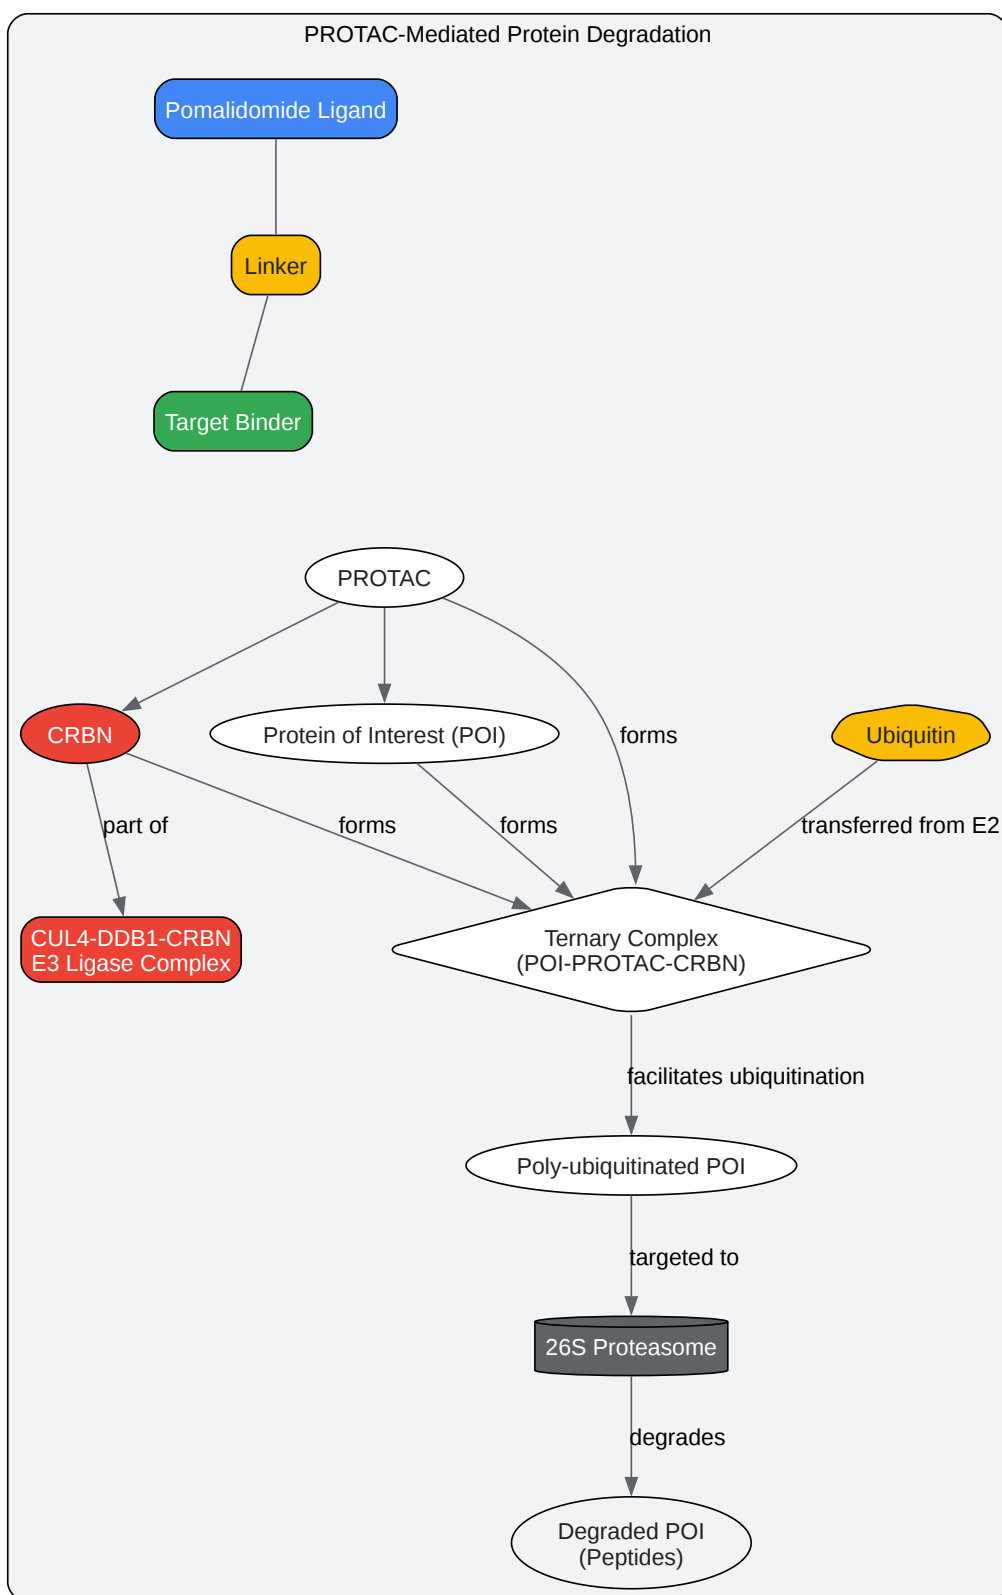 PROTAC-Mediated Protein Degradation
Pomalidomide Ligand
Linker
Target Binder
PROTAC
CRBN
Protein of Interest (POI)
forms
Ubiquitin
part of
forms
forms
transferred from E2
CUL4-DDB1-CRBN
E3 Ligase Complex
Ternary Complex
(POI-PROTAC-CRBN)
facilitates ubiquitination
Poly-ubiquitinated POI
targeted to
26S Proteasome
degrades
Degraded POI
(Peptides)